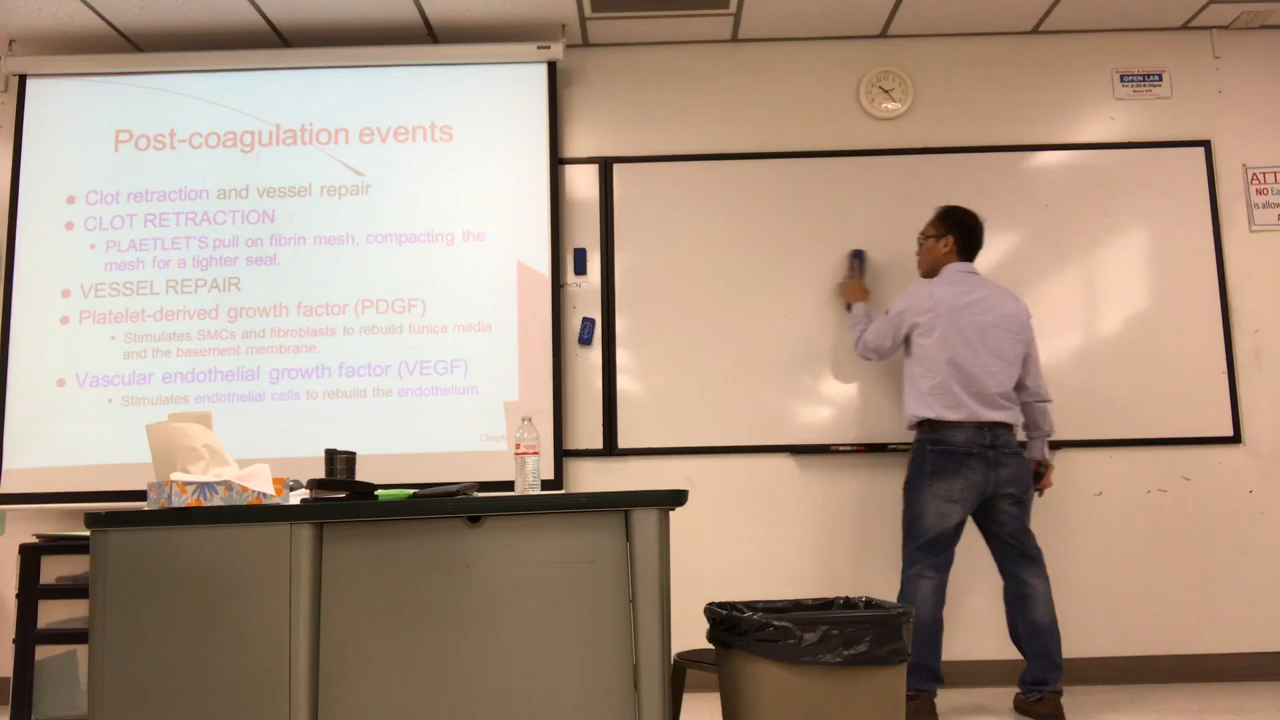 Post-coagulation events
• Clot retraction and vessel repair
• CLOT RETRACTION
• PLAETLET'S pull on fibrin mesh, compacting the
mesh for a tighter seal.
• VESSEL REPAIR
• Platelet-derived growth factor (PDGF)
• Stimulates SMCs and fibroblasts to rebuild tunica media
and the basement membrane.
• Vascular endothelial growth factor (VEGF)
• Stimulates endothelial cells to rebuild the endothelium.
OPEN LAB
ATT
NO Ea
is allow